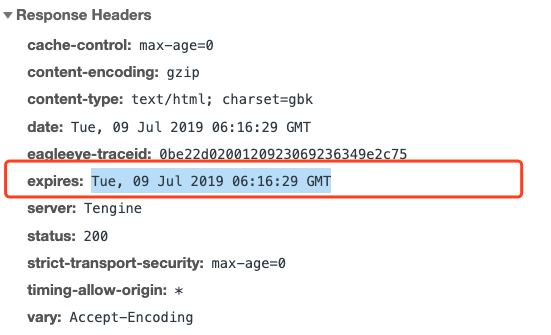 Response Headers
cache-control: max-age=0
content-encoding: gzip
content-type: text/html; charset=gbk
date: Tue, 09 Jul 2019 06:16:29 GMT
eagleeye-traceid: 0be22d0200120923069236349e2c75
expires: Tue, 09 Jul 2019 06:16:29 GMT
server: Tengine
status: 200
strict-transport-security: max-age=0
timing-allow-origin: *
vary: Accept-Encoding